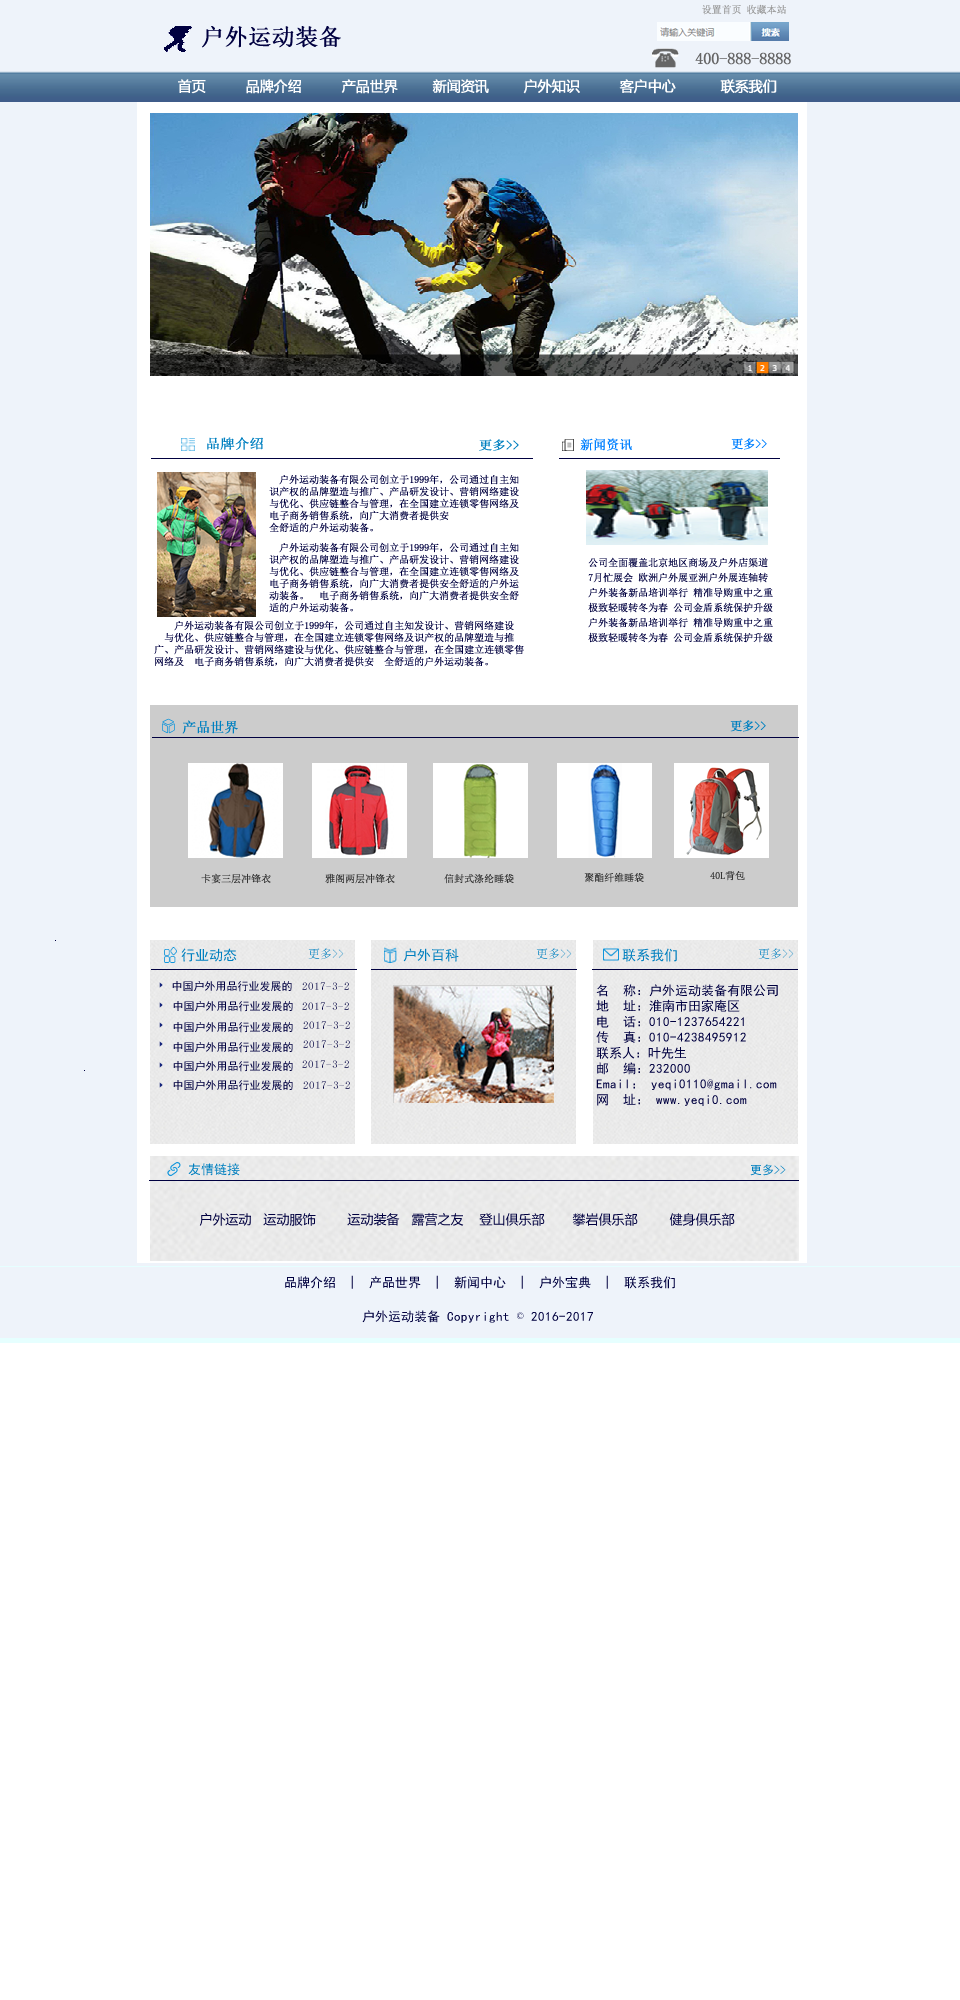 设置首页 收藏本站
户外运动装备
请输入关键词 搜索
400-888-8888
首页 品牌介绍 产品世界 新闻资讯 户外知识 客户中心 联系我们
1 2 3 4
品牌介绍 更多>>
户外运动装备有限公司创立于1999年，公司通过自主知
识产权的品牌塑造与推广、产品研发设计、营销网络建设
与优化、供应链整合与管理，在全国建立连锁零售网络及
电子商务销售系统，向广大消费者提供安
全舒适的户外运动装备。
户外运动装备有限公司创立于1999年，公司通过自主知
识产权的品牌塑造与推广、产品研发设计、营销网络建设
与优化、供应链整合与管理，在全国建立连锁零售网络及
电子商务销售系统，向广大消费者提供安全舒适的户外运
动装备。 电子商务销售系统，向广大消费者提供安全舒
适的户外运动装备。
户外运动装备有限公司创立于1999年，公司通过自主知发设计、营销网络建设
与优化、供应链整合与管理，在全国建立连锁零售网络及识产权的品牌塑造与推
广、产品研发设计、营销网络建设与优化、供应链整合与管理，在全国建立连锁零售
网络及 电子商务销售系统，向广大消费者提供安 全舒适的户外运动装备。
新闻资讯 更多>>
公司全面覆盖北京地区商场及户外店渠道
7月忙展会 欧洲户外展亚洲户外展连轴转
户外装备新品培训举行 精准导购重中之重
极致轻暖转冬为春 公司金盾系统保护升级
户外装备新品培训举行 精准导购重中之重
极致轻暖转冬为春 公司金盾系统保护升级
产品世界 更多>>
卡宴三层冲锋衣 雅阁两层冲锋衣 信封式涤纶睡袋 聚酯纤维睡袋 40L背包
行业动态 更多>>
中国户外用品行业发展的 2017-3-2
中国户外用品行业发展的 2017-3-2
中国户外用品行业发展的 2017-3-2
中国户外用品行业发展的 2017-3-2
中国户外用品行业发展的 2017-3-2
中国户外用品行业发展的 2017-3-2
户外百科 更多>>
联系我们 更多>>
名 称：户外运动装备有限公司
地 址：淮南市田家庵区
电 话：010-1237654221
传 真：010-4238495912
联系人：叶先生
邮 编：232000
Email： yeqi0110@gmail.com
网 址： www.yeqi0.com
友情链接 更多>>
户外运动 运动服饰 运动装备 露营之友 登山俱乐部 攀岩俱乐部 健身俱乐部
品牌介绍 | 产品世界 | 新闻中心 | 户外宝典 | 联系我们
户外运动装备 Copyright © 2016-2017